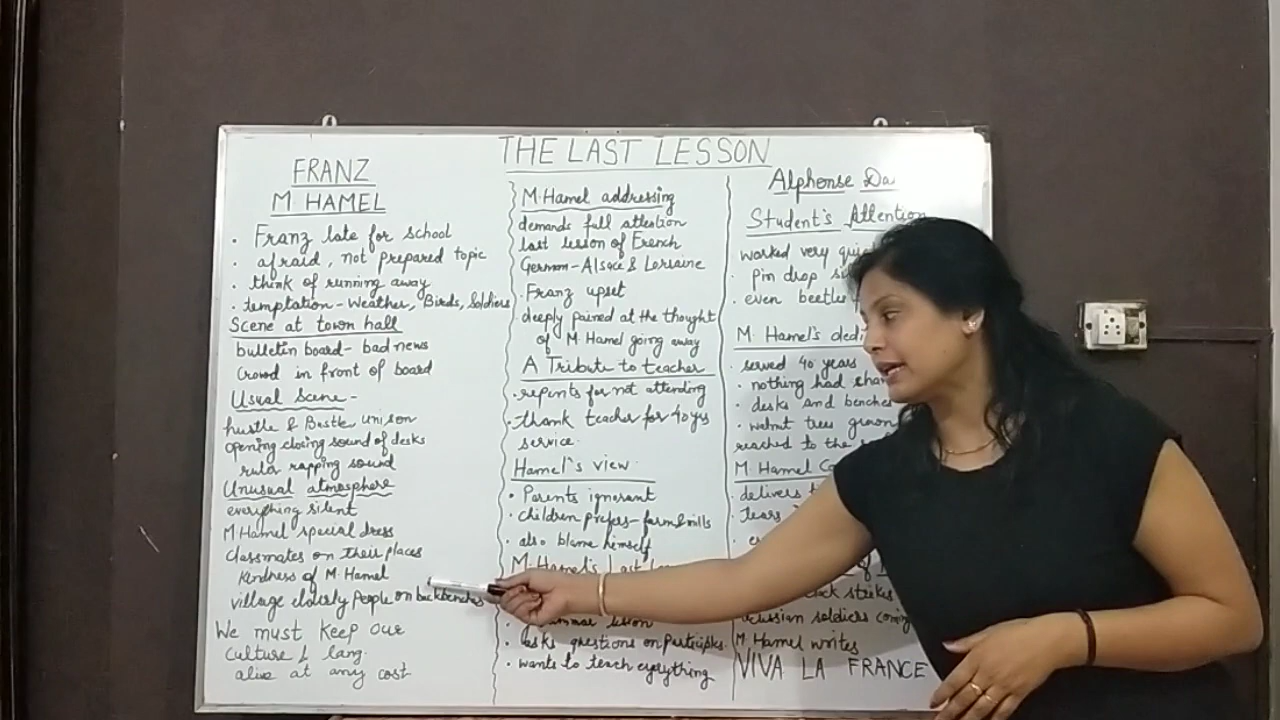 THE LAST LESSON
FRANZ
M HAMEL
. Franz late for school
. afraid, not prepared topic
. think of running away
. temptation - Weather, Birds, Soldiers
Scene at town hall
bulletin board - bad news
Crowd in front of board
Usual Scene -
hustle & Bustle unison
opening closing sound of desks
ruler rapping sound
Unusual atmosphere
everything silent
M Hamel special dress
classmates on their places
kindness of M. Hamel
village elderly People on backbenches
We must keep our
culture & lang.
alive at any cost
M. Hamel addressing
demands full attention
last lesson of French
German - Alsace & Lorraine
. Franz upset
deeply pained at the thought
of M Hamel going away
A Tribute to teacher
. repents for not attending
. thank teacher for 40 yrs
service.
Hamel's view
. Parents ignorant
. children prefers - farm & mills
. also blame himself
M. Hamel's Last
lesson
. asks questions on Participles.
. wants to teach everything
Alphonse Da
Student's Attention
worked very
. pin drop
. even beetles
M Hamel's
. served 40 years
. nothing had
. desks and benches
. walnut trees grown
reached to the
M Hamel
. delivers
. Tears
strikes
soldiers coming
M Hamel writes
VIVA LA FRANCE